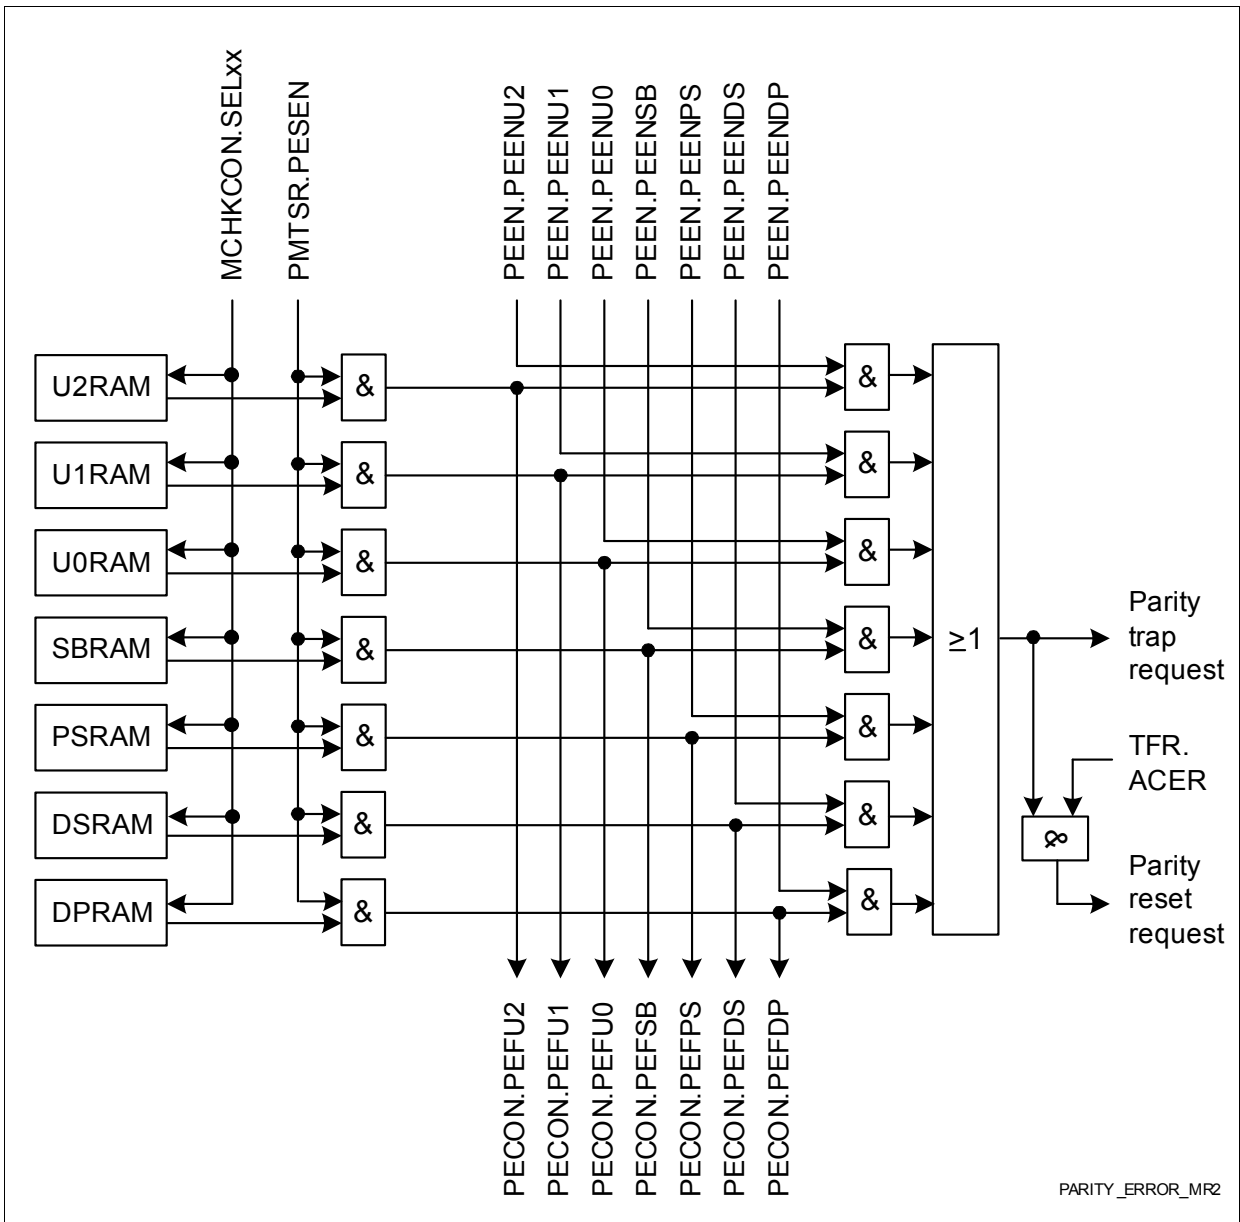 MCHKCON.SELxx
PMTSR.PESEN
PEEN.PEENU2
PEEN.PEENU1
PEEN.PEENU0
PEEN.PEENSB
PEEN.PEENPS
PEEN.PEENDS
PEEN.PEENDP
U2RAM
&
&
U1RAM
&
&
U0RAM
&
&
SBRAM
&
&
PSRAM
&
&
DSRAM
&
&
DPRAM
&
&
≥1
Parity
trap
request
TFR.
ACER
&
Parity
reset
request
PECON.PEFU2
PECON.PEFU1
PECON.PEFU0
PECON.PEFSB
PECON.PEFPS
PECON.PEFDS
PECON.PEFDP
PARITY_ERROR_MR2